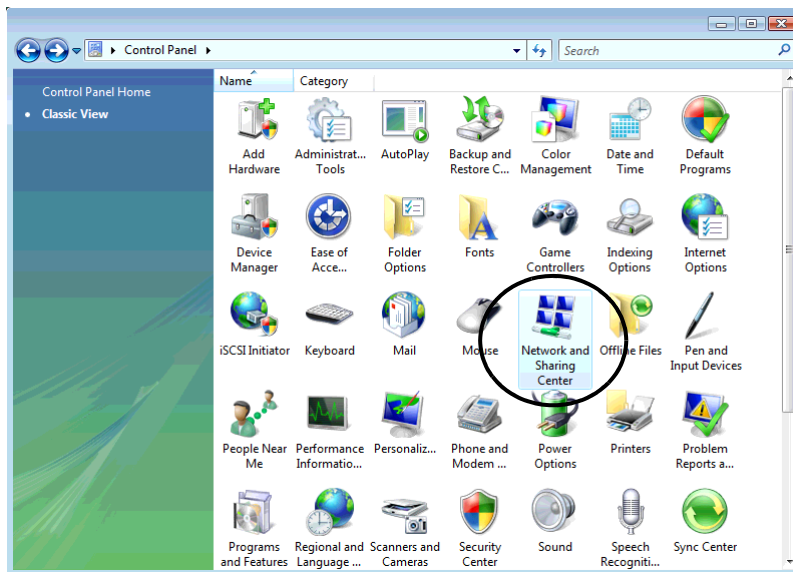 Control Panel
Search
Control Panel Home
Classic View
Name Category
Add Hardware
Administrat... Tools
AutoPlay
Backup and Restore C...
Color Management
Date and Time
Default Programs
Device Manager
Ease of Acce...
Folder Options
Fonts
Game Controllers
Indexing Options
Internet Options
iSCSI Initiator
Keyboard
Mail
Mouse
Network and Sharing Center
Offline Files
Pen and Input Devices
People Near Me
Performance Informatio...
Personaliz...
Phone and Modem ...
Power Options
Printers
Problem Reports a...
Programs and Features
Regional and Language ...
Scanners and Cameras
Security Center
Sound
Speech Recogniti...
Sync Center